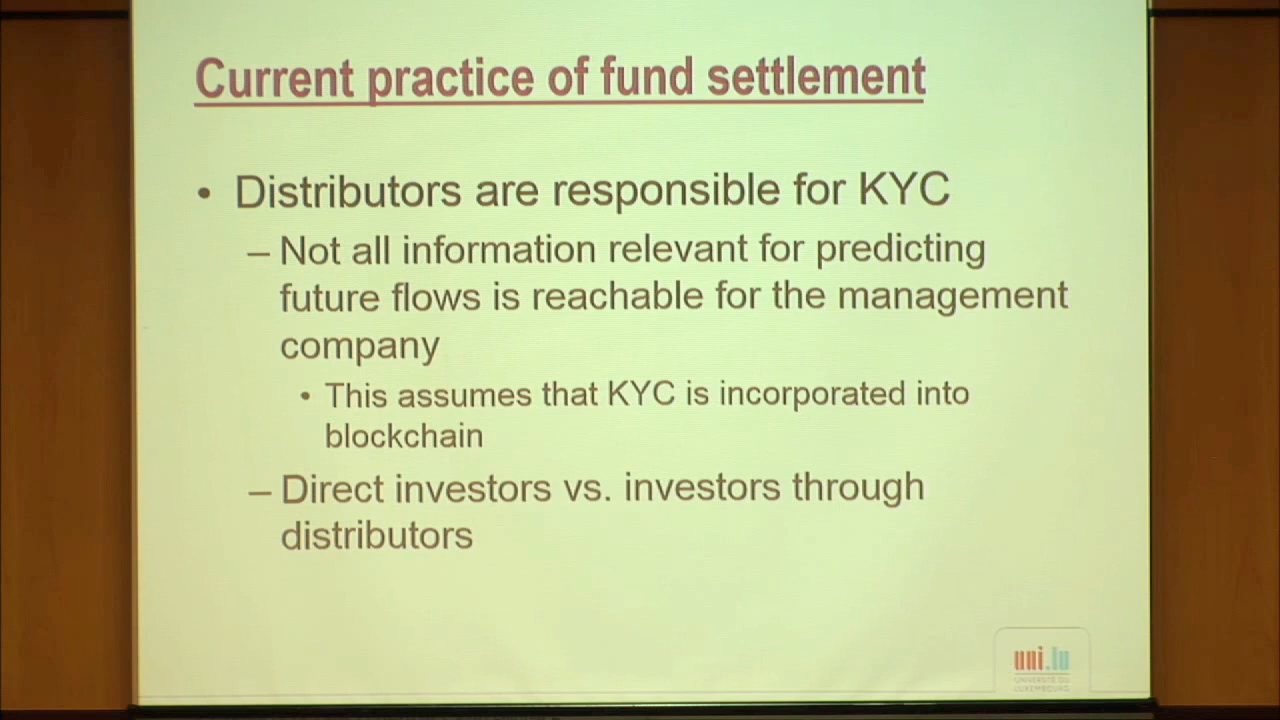 Current practice of fund settlement
• Distributors are responsible for KYC
– Not all information relevant for predicting
future flows is reachable for the management
company
• This assumes that KYC is incorporated into
blockchain
– Direct investors vs. investors through
distributors
uni.lu
UNIVERSITÉ DU
LUXEMBOURG